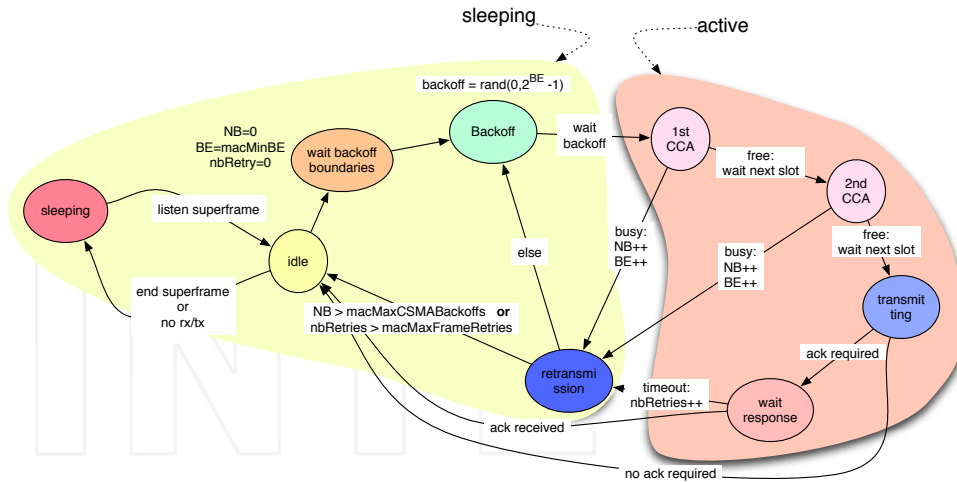 sleeping
active
backoff = rand(0,2^BE -1)
NB=0
BE=macMinBE
nbRetry=0
Backoff
wait
backoff
1st
CCA
wait backoff
boundaries
free:
wait next slot
2nd
CCA
sleeping
listen superframe
free:
wait next slot
busy:
NB++
BE++
busy:
NB++
BE++
else
idle
end superframe
or
no rx/tx
NB > macMaxCSMABackoffs or
nbRetries > macMaxFrameRetries
transmit
ting
ack required
retransmi
ssion
timeout:
nbRetries++
wait
response
ack received
no ack required
INTE